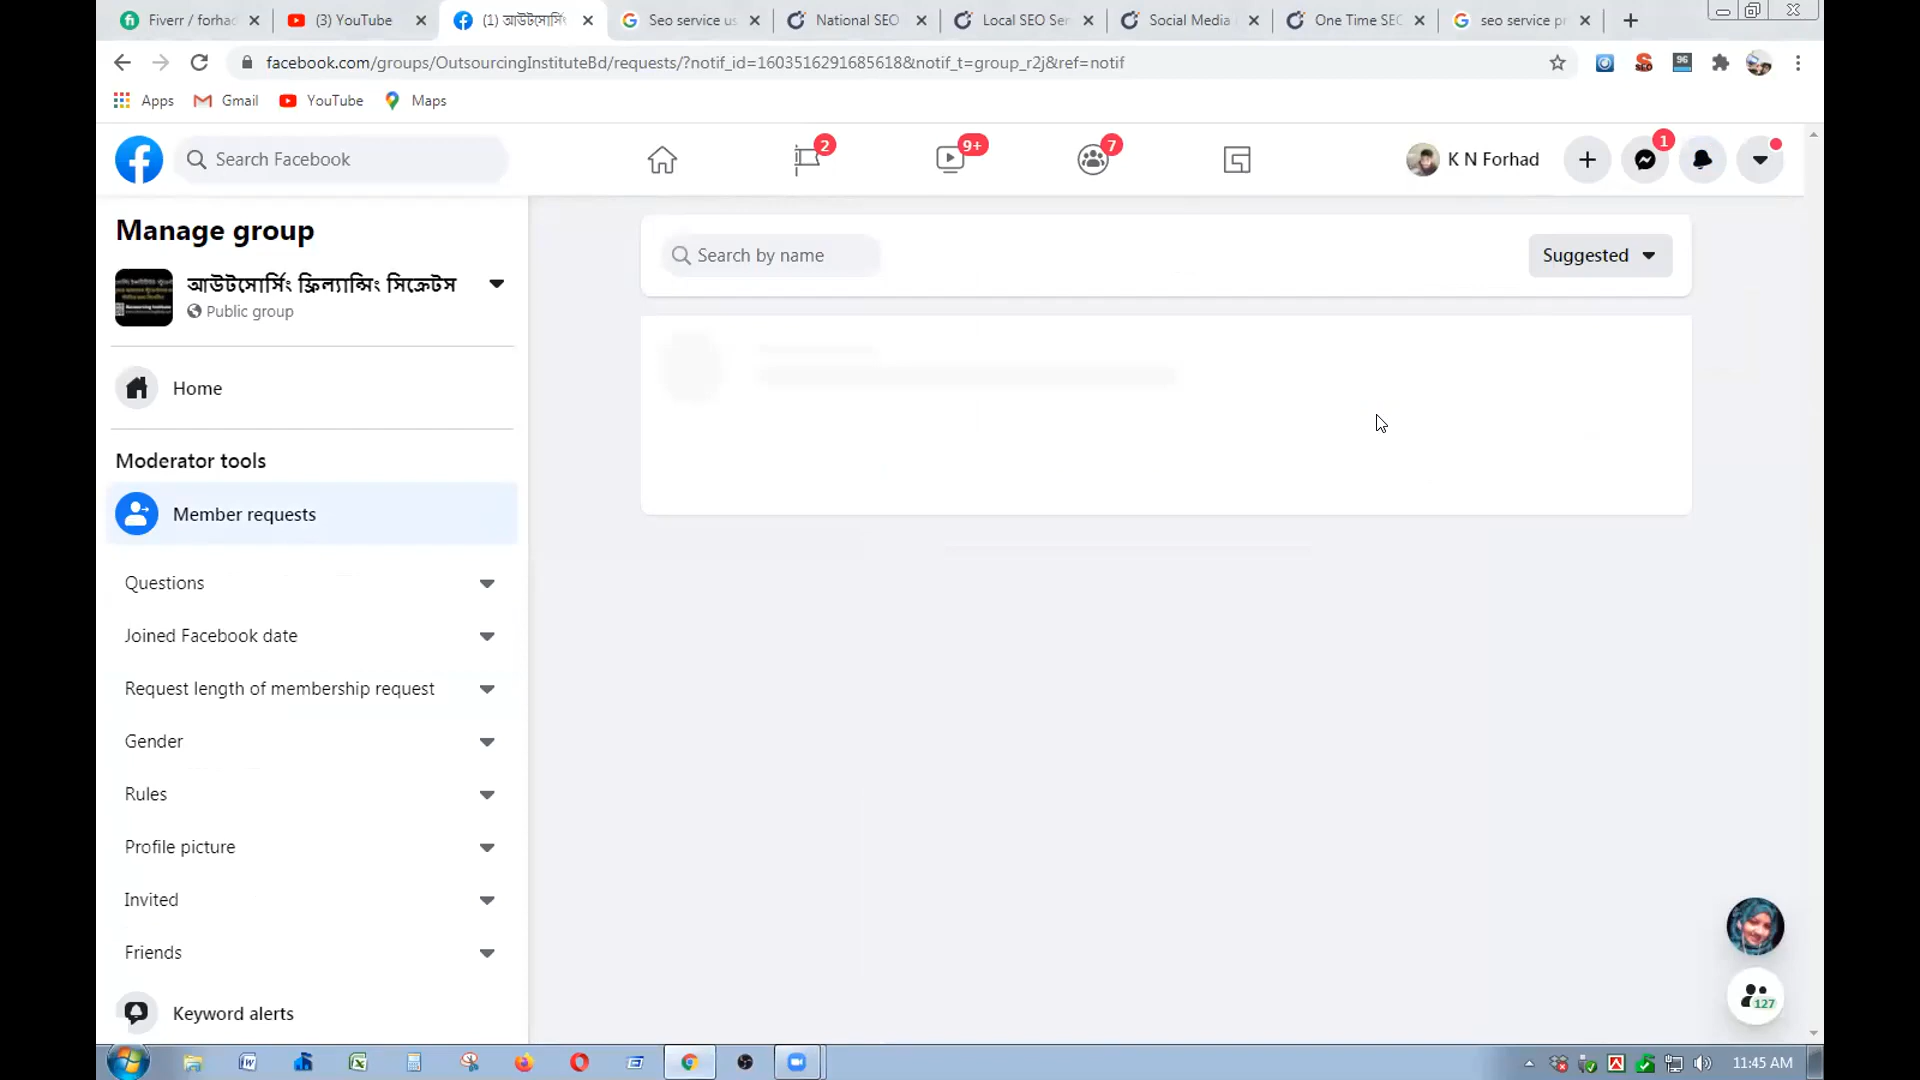 Fiverr / forha
(3) YouTube
(1) আউটসোর্সিং
Seo service us
National SEO
Local SEO Ser
Social Media
One Time SEO
seo service pr
facebook.com/groups/OutsourcingInstituteBd/requests/?notif_id=1603516291685618&notif_t=group_r2j&ref=notif
96
Apps
Gmail
YouTube
Maps
Search Facebook
2
9+
7
K N Forhad
1
Manage group
আউটসোর্সিং ফ্রিল্যান্সিং সিক্রেটস
Public group
Search by name
Suggested
Home
Moderator tools
Member requests
Questions
Joined Facebook date
Request length of membership request
Gender
Rules
Profile picture
Invited
Friends
Keyword alerts
127
11:45 AM